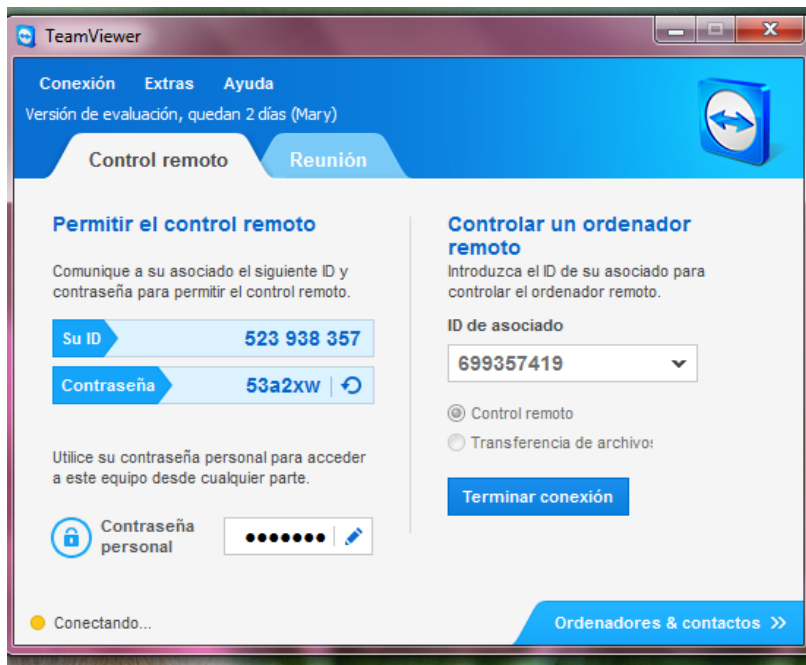 TeamViewer
Conexión Extras Ayuda
Versión de evaluación, quedan 2 días (Mary)
Control remoto
Reunión
Permitir el control remoto
Comunique a su asociado el siguiente ID y
contraseña para permitir el control remoto.
Su ID 523 938 357
Contraseña 53a2xw
Utilice su contraseña personal para acceder
a este equipo desde cualquier parte.
Contraseña
personal
Controlar un ordenador
remoto
Introduzca el ID de su asociado para
controlar el ordenador remoto.
ID de asociado
699357419
Control remoto
Transferencia de archivos
Terminar conexión
Conectando...
Ordenadores & contactos >>